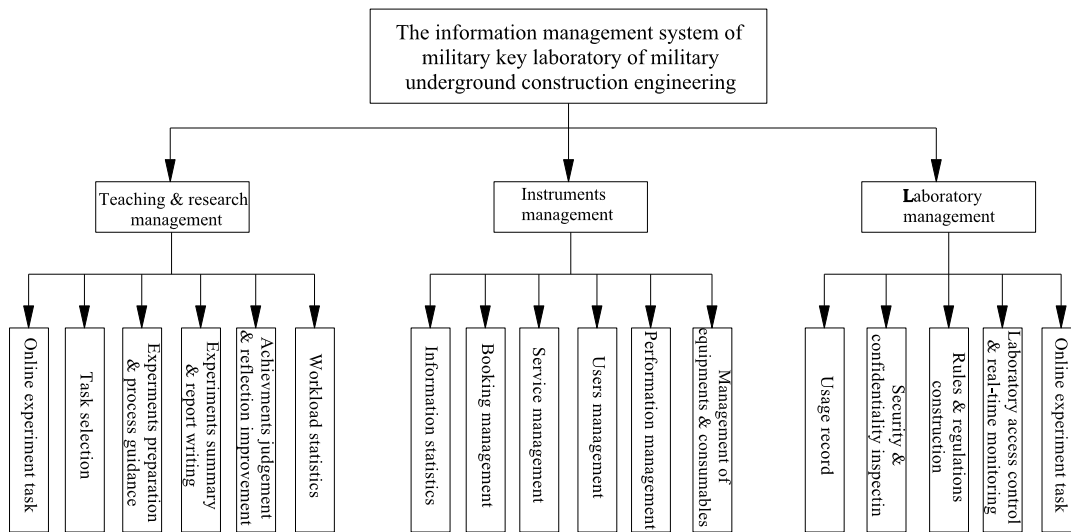 The information management system of
military key laboratory of military
underground construction engineering
Teaching & research
management
Instruments
management
Laboratory
management
Online experiment task
Task selection
Experments preparation
& process guidance
Experiments summary
& report writing
Achievments judgement
& reflection improvement
Workload statistics
Information statistics
Booking management
Service management
Users management
Performation management
Management of
equipments & consumables
Usage record
Security &
confidentiality inspectin
Rules & regulations
construction
Laboratory access control
& real-time monitoring
Online experiment task